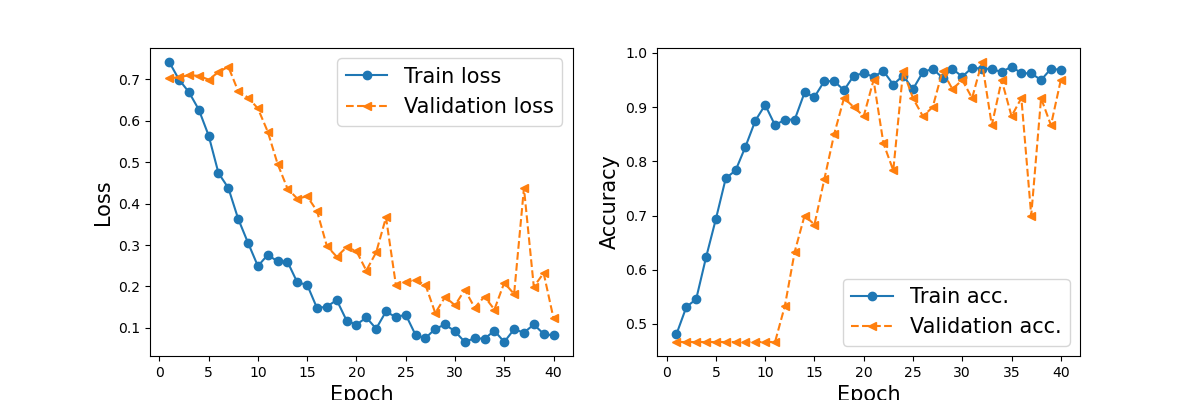 Train loss
Validation loss
0.7
0.6
0.5
0.4
0.3
0.2
0.1
Loss
0 5 10 15 20 25 30 35 40
Epoch
1.0
0.9
0.8
0.7
0.6
0.5
Accuracy
Train acc.
Validation acc.
0 5 10 15 20 25 30 35 40
Epoch